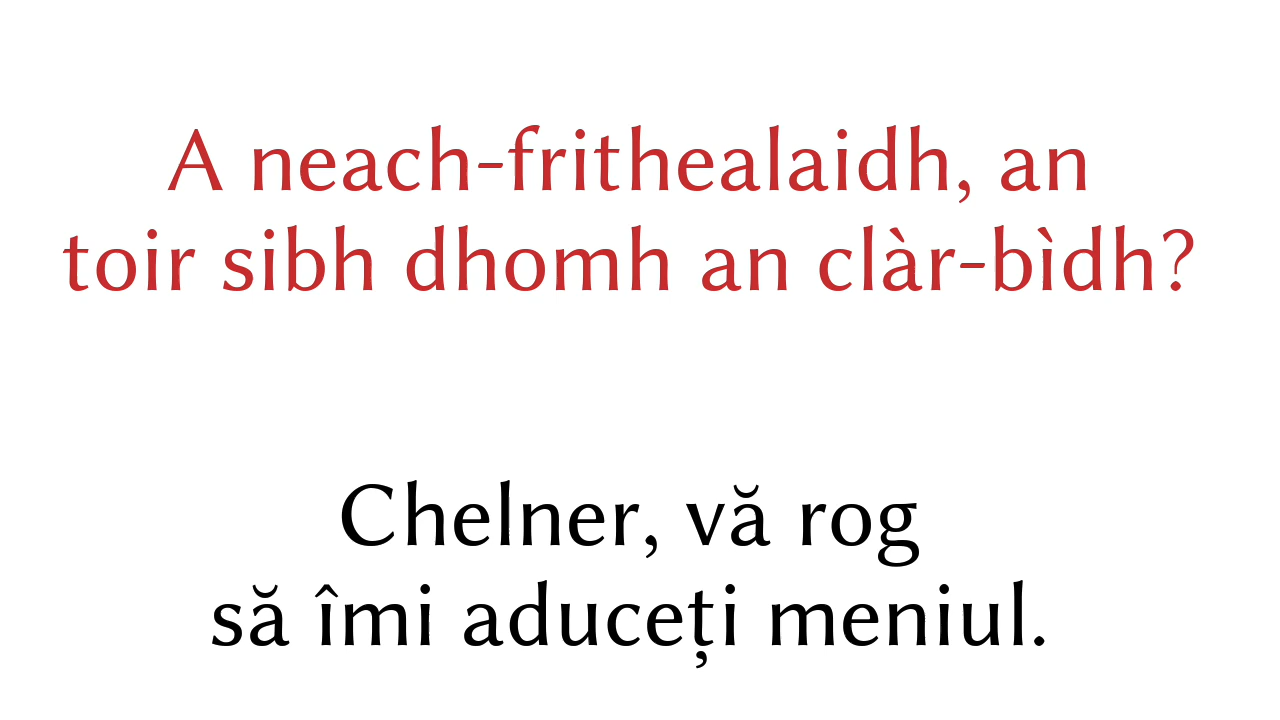 A neach-frithealaidh, an
toir sibh dhomh an clàr-bìdh?
Chelner, vă rog
să îmi aduceți meniul.